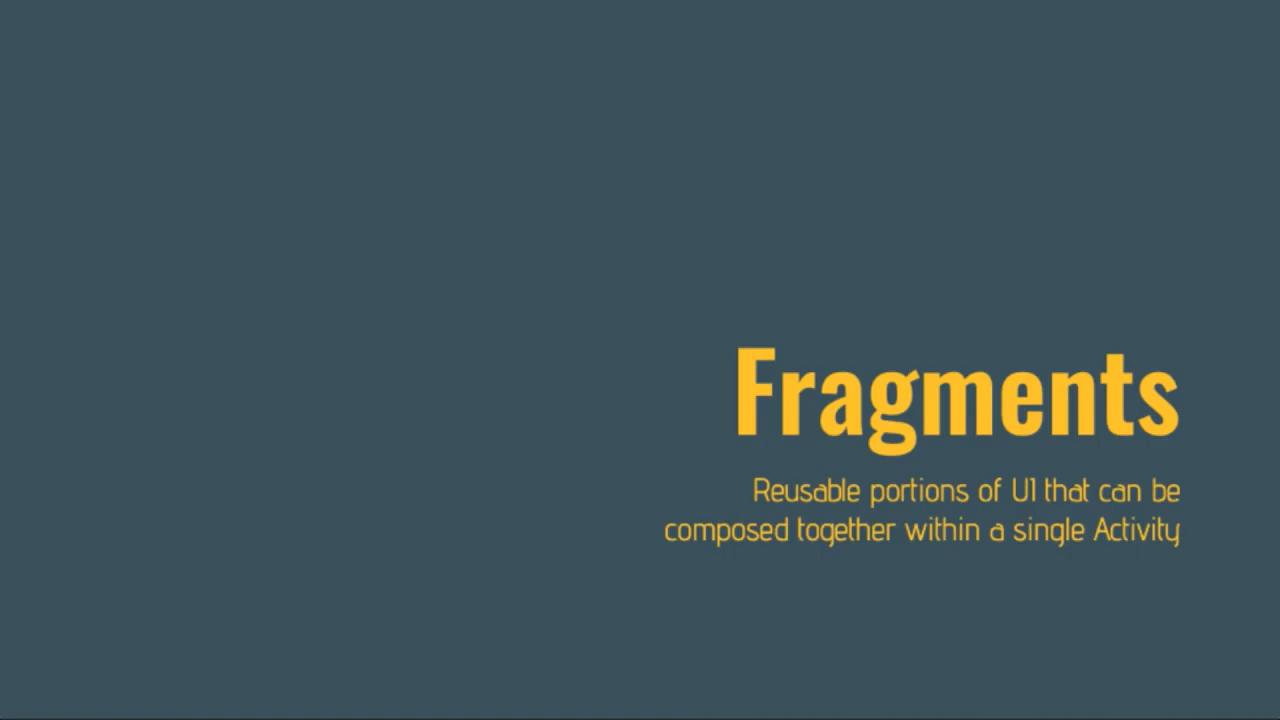 Fragments
Reusable portions of UI that can be
composed together within a single Activity